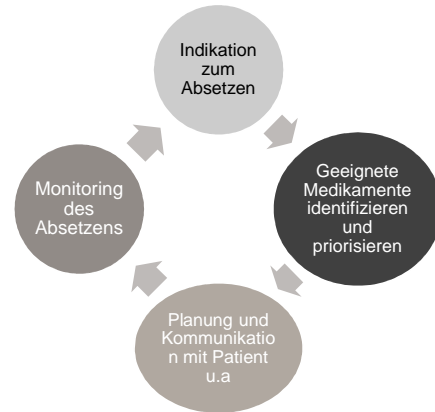 Indikation
zum
Absetzen
Geeignete
Medikamente
identifizieren
und
priorisieren
Planung und
Kommunikatio
n mit Patient
u.a
Monitoring
des
Absetzens